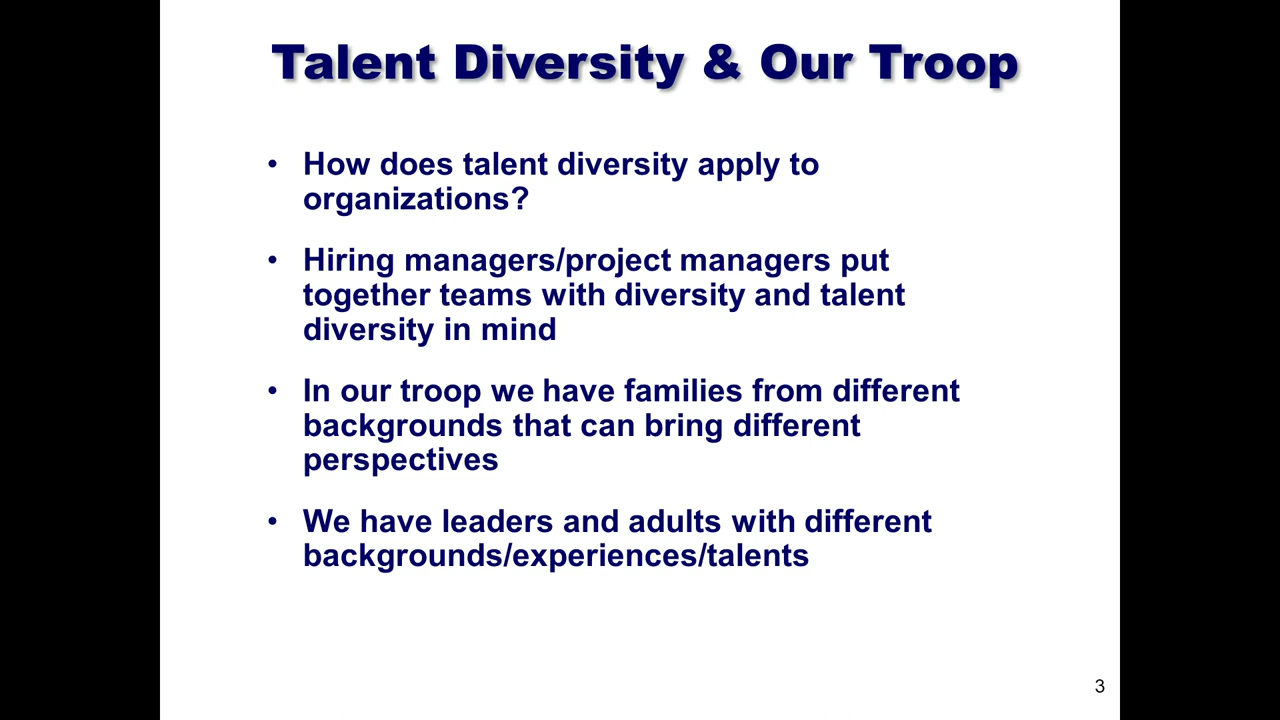 Talent Diversity & Our Troop
• How does talent diversity apply to
organizations?
• Hiring managers/project managers put
together teams with diversity and talent
diversity in mind
• In our troop we have families from different
backgrounds that can bring different
perspectives
• We have leaders and adults with different
backgrounds/experiences/talents
3